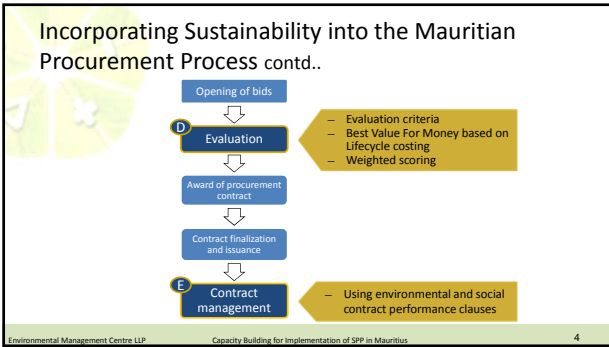 Incorporating Sustainability into the Mauritian
Procurement Process contd..
Opening of bids
D
Evaluation
– Evaluation criteria
– Best Value For Money based on
Lifecycle costing
– Weighted scoring
Award of procurement
contract
Contract finalization
and issuance
E
Contract
management
– Using environmental and social
contract performance clauses
Environmental Management Centre LLP
Capacity Building for Implementation of SPP in Mauritius
4